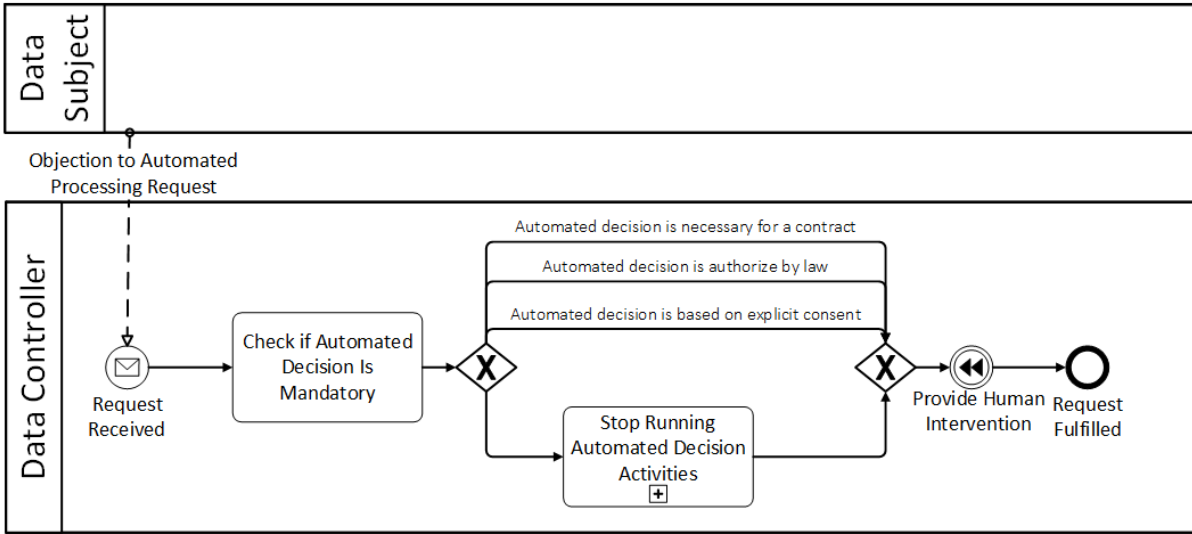 Data
Subject
Objection to Automated
Processing Request
Data Controller
Automated decision is necessary for a contract
Automated decision is authorize by law
Automated decision is based on explicit consent
Check if Automated
Decision Is
Mandatory
X
X
Request
Received
Stop Running
Automated Decision
Activities
Provide Human
Intervention
Request
Fulfilled